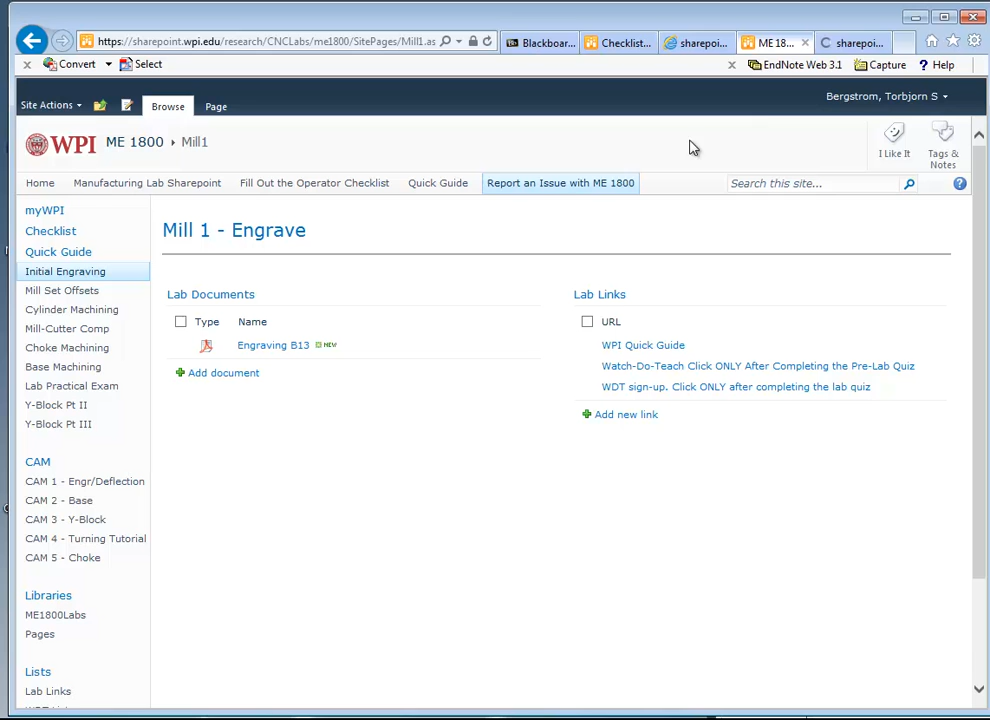 https://sharepoint.wpi.edu/research/CNCLabs/me1800/SitePages/Mill1.as
Blackboar...
Checklist...
sharepoi...
ME 18...
sharepoi...
Convert
Select
EndNote Web 3.1
Capture
? Help
Site Actions
Browse
Page
Bergstrom, Torbjorn S
WPI
ME 1800
Mill1
I Like It
Tags & Notes
Home
Manufacturing Lab Sharepoint
Fill Out the Operator Checklist
Quick Guide
Report an Issue with ME 1800
Search this site...
myWPI
Checklist
Quick Guide
Initial Engraving
Mill Set Offsets
Cylinder Machining
Mill-Cutter Comp
Choke Machining
Base Machining
Lab Practical Exam
Y-Block Pt II
Y-Block Pt III
CAM
CAM 1 - Engr/Deflection
CAM 2 - Base
CAM 3 - Y-Block
CAM 4 - Turning Tutorial
CAM 5 - Choke
Libraries
ME1800Labs
Pages
Lists
Lab Links
Mill 1 - Engrave
Lab Documents
Type Name
Engraving B13 NEW
Add document
Lab Links
URL
WPI Quick Guide
Watch-Do-Teach Click ONLY After Completing the Pre-Lab Quiz
WDT sign-up. Click ONLY after completing the lab quiz
Add new link